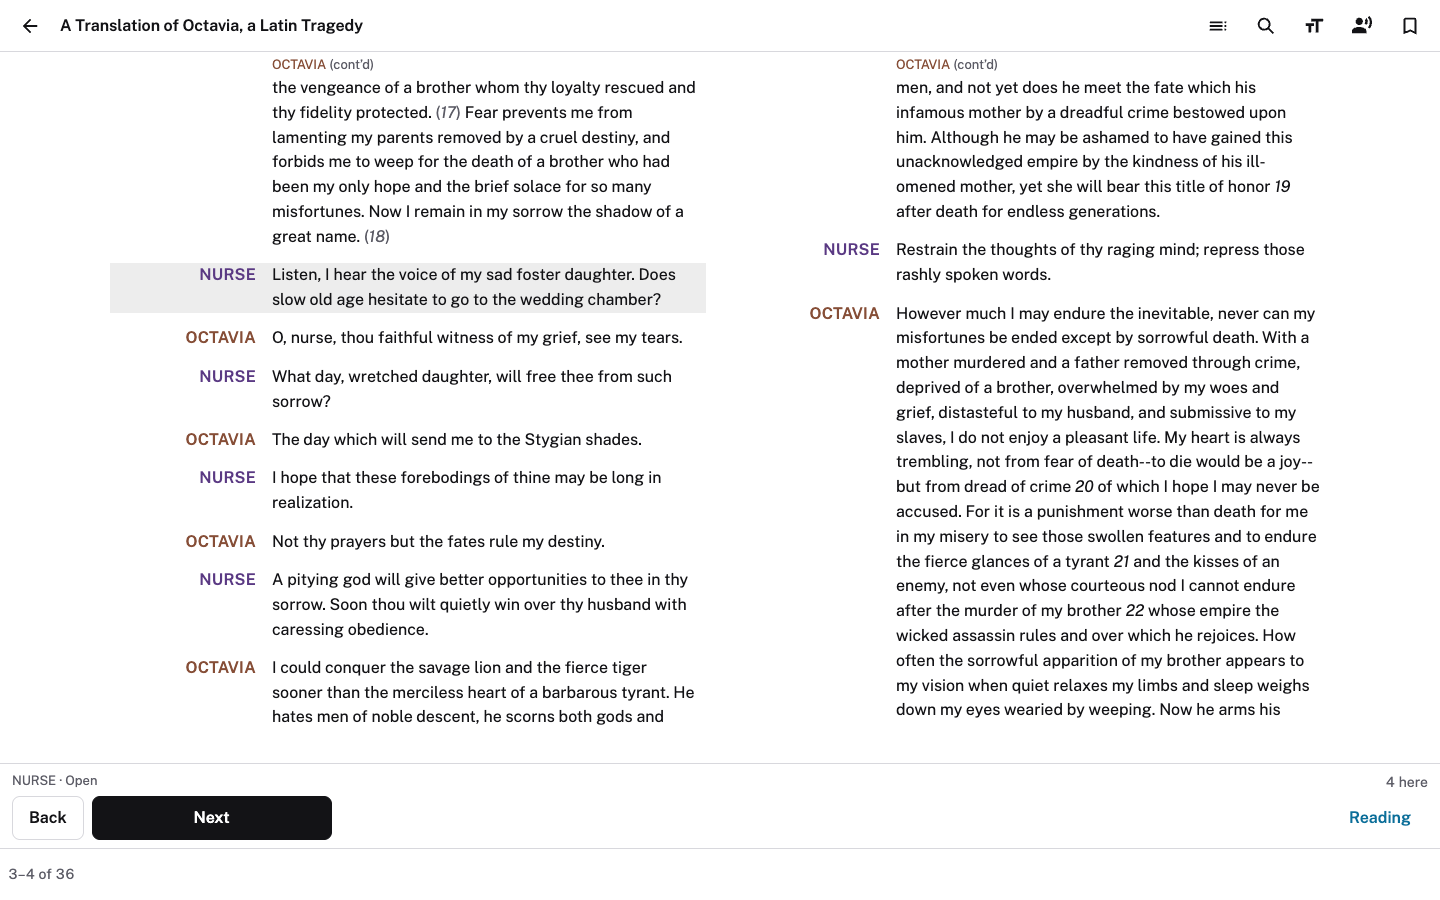 A Translation of Octavia, a Latin Tragedy
OCTAVIA (cont'd)
the vengeance of a brother whom thy loyalty rescued and
thy fidelity protected. (17) Fear prevents me from
lamenting my parents removed by a cruel destiny, and
forbids me to weep for the death of a brother who had
been my only hope and the brief solace for so many
misfortunes. Now I remain in my sorrow the shadow of a
great name. (18)
NURSE Listen, I hear the voice of my sad foster daughter. Does
slow old age hesitate to go to the wedding chamber?
OCTAVIA O, nurse, thou faithful witness of my grief, see my tears.
NURSE What day, wretched daughter, will free thee from such
sorrow?
OCTAVIA The day which will send me to the Stygian shades.
NURSE I hope that these forebodings of thine may be long in
realization.
OCTAVIA Not thy prayers but the fates rule my destiny.
NURSE A pitying god will give better opportunities to thee in thy
sorrow. Soon thou wilt quietly win over thy husband with
caressing obedience.
OCTAVIA I could conquer the savage lion and the fierce tiger
sooner than the merciless heart of a barbarous tyrant. He
hates men of noble descent, he scorns both gods and
OCTAVIA (cont'd)
men, and not yet does he meet the fate which his
infamous mother by a dreadful crime bestowed upon
him. Although he may be ashamed to have gained this
unacknowledged empire by the kindness of his ill-
omened mother, yet she will bear this title of honor 19
after death for endless generations.
NURSE Restrain the thoughts of thy raging mind; repress those
rashly spoken words.
OCTAVIA However much I may endure the inevitable, never can my
misfortunes be ended except by sorrowful death. With a
mother murdered and a father removed through crime,
deprived of a brother, overwhelmed by my woes and
grief, distasteful to my husband, and submissive to my
slaves, I do not enjoy a pleasant life. My heart is always
trembling, not from fear of death--to die would be a joy--
but from dread of crime 20 of which I hope I may never be
accused. For it is a punishment worse than death for me
in my misery to see those swollen features and to endure
the fierce glances of a tyrant 21 and the kisses of an
enemy, not even whose courteous nod I cannot endure
after the murder of my brother 22 whose empire the
wicked assassin rules and over which he rejoices. How
often the sorrowful apparition of my brother appears to
my vision when quiet relaxes my limbs and sleep weighs
down my eyes wearied by weeping. Now he arms his
NURSE · Open
4 here
Back
Next
Reading
3–4 of 36